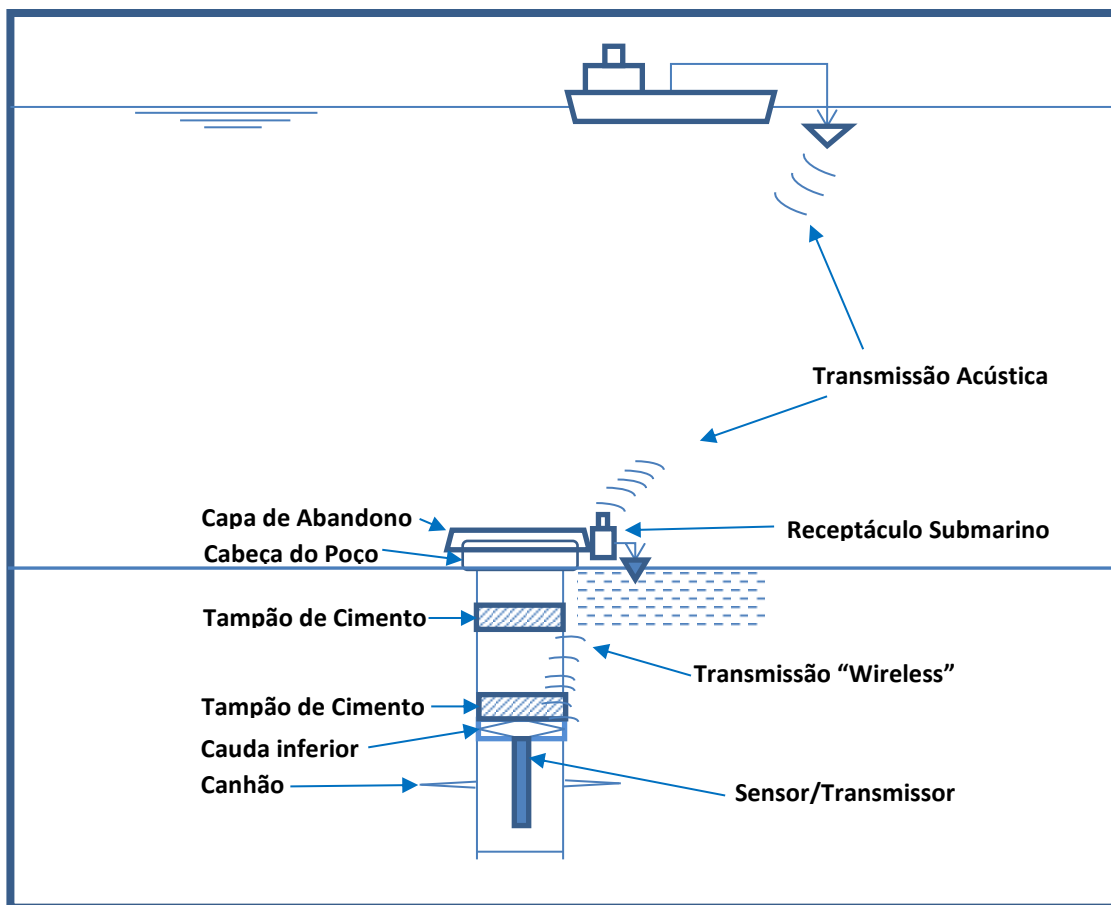 Transmissão Acústica
Capa de Abandono
Cabeça do Poço
Receptáculo Submarino
Tampão de Cimento
Transmissão “Wireless”
Tampão de Cimento
Cauda inferior
Canhão
Sensor/Transmissor